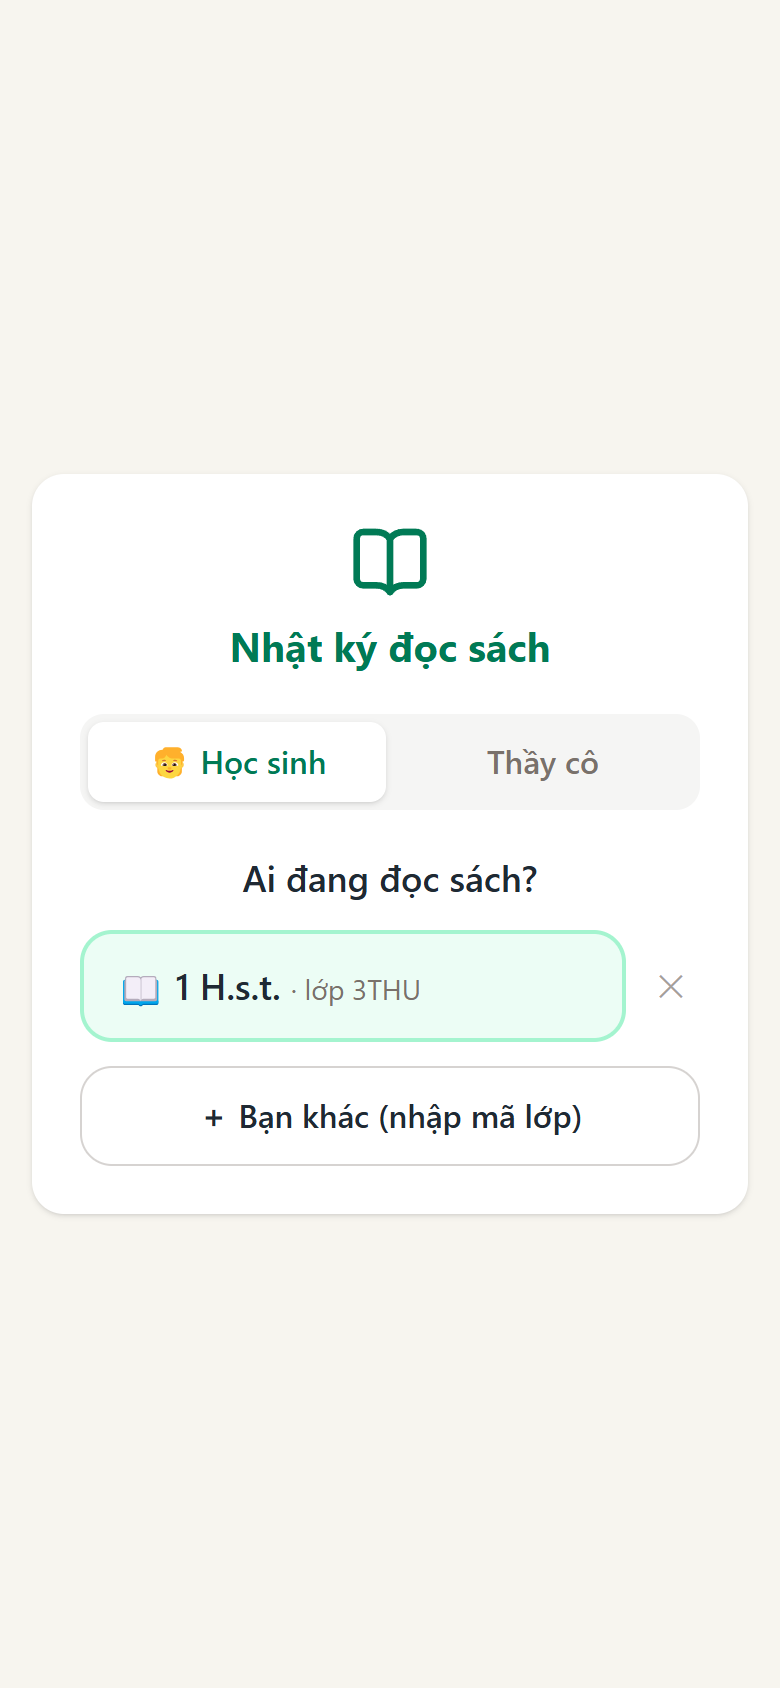 Nhật ký đọc sách
Học sinh
Thầy cô
Ai đang đọc sách?
1 H.s.t. · lớp 3THU
+ Bạn khác (nhập mã lớp)